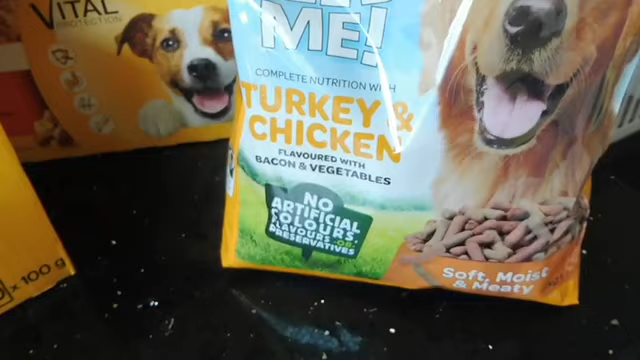 VITAL
PROTECTION
ME!
COMPLETE NUTRITION WITH
TURKEY &
CHICKEN
FLAVOURED WITH
BACON & VEGETABLES
NO
ARTIFICIAL
COLOURS,
FLAVOURS OR
PRESERVATIVES
Soft, Moist
& Meaty
x 100 g